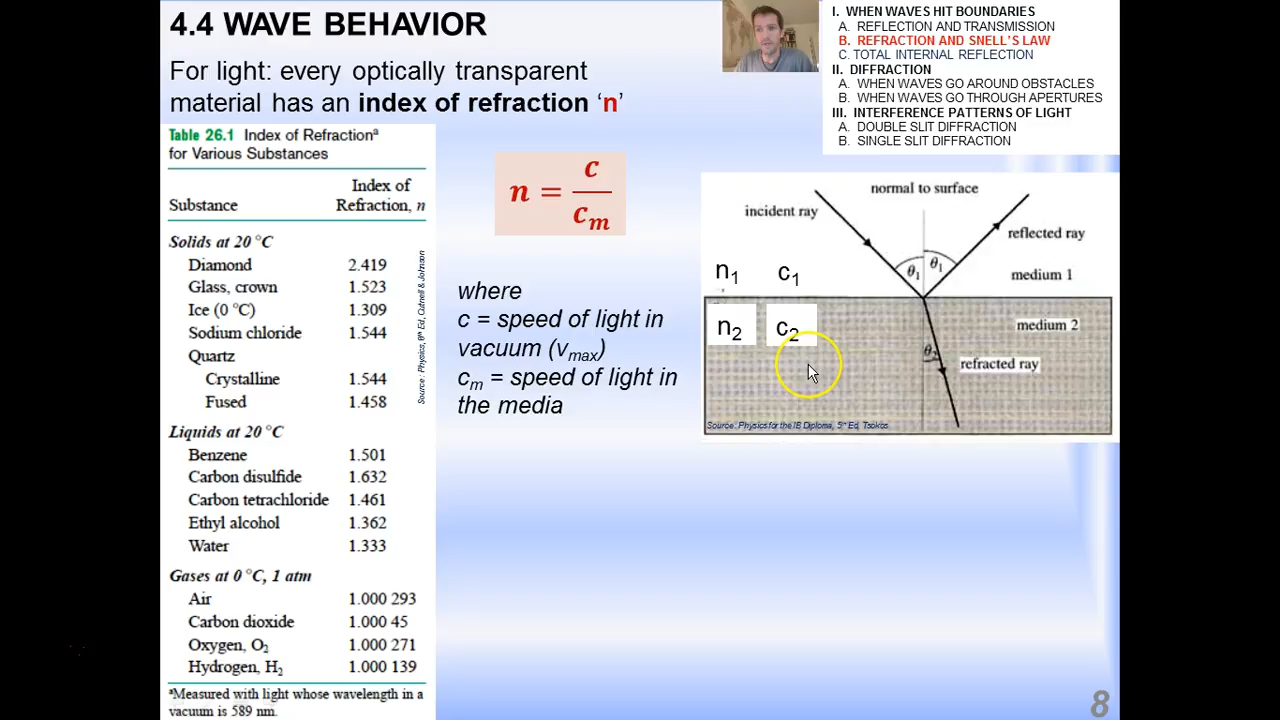 4.4 WAVE BEHAVIOR
For light: every optically transparent
material has an index of refraction ‘n’
I. WHEN WAVES HIT BOUNDARIES
A. REFLECTION AND TRANSMISSION
B. REFRACTION AND SNELL’S LAW
C. TOTAL INTERNAL REFLECTION
II. DIFFRACTION
A. WHEN WAVES GO AROUND OBSTACLES
B. WHEN WAVES GO THROUGH APERTURES
III. INTERFERENCE PATTERNS OF LIGHT
A. DOUBLE SLIT DIFFRACTION
B. SINGLE SLIT DIFFRACTION
Table 26.1 Index of Refractionᵃ
for Various Substances
Index of
Substance Refraction, n
Solids at 20 °C
Diamond 2.419
Glass, crown 1.523
Ice (0 °C) 1.309
Sodium chloride 1.544
Quartz
Crystalline 1.544
Fused 1.458
Liquids at 20 °C
Benzene 1.501
Carbon disulfide 1.632
Carbon tetrachloride 1.461
Ethyl alcohol 1.362
Water 1.333
Gases at 0 °C, 1 atm
Air 1.000 293
Carbon dioxide 1.000 45
Oxygen, O₂ 1.000 271
Hydrogen, H₂ 1.000 139
ᵃMeasured with light whose wavelength in a
vacuum is 589 nm.
n = c / cₘ
where
c = speed of light in
vacuum (vₘₐₓ)
cₘ = speed of light in
the media
normal to surface
incident ray
reflected ray
θ₁ θ₁
n₁ c₁ medium 1
n₂ c₂ medium 2
θ₂ refracted ray
Source: Physics for the IB Diploma, 5ᵗʰ Ed, Tsokos
8